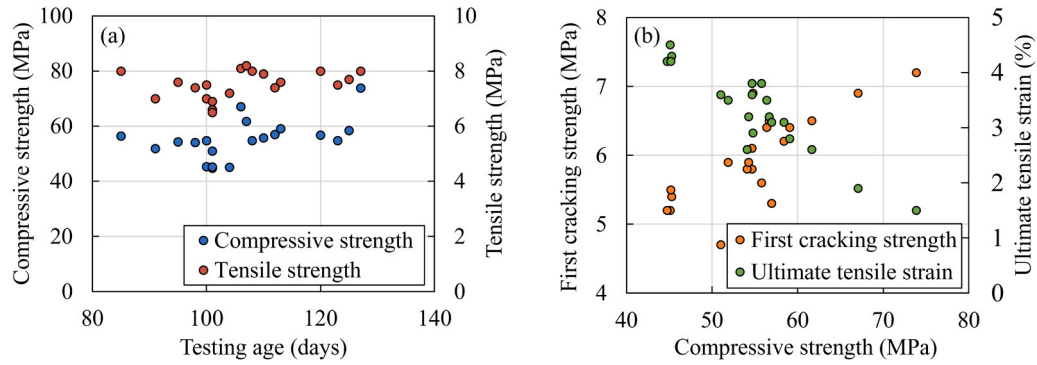 (a)
Compressive strength (MPa)
100
80
60
40
20
0
Tensile strength (MPa)
10
8
6
4
2
0
Compressive strength
Tensile strength
80
100
120
140
Testing age (days)
(b)
First cracking strength (MPa)
8
7
6
5
4
Ultimate tensile strain (%)
5
4
3
2
1
0
First cracking strength
Ultimate tensile strain
40
50
60
70
80
Compressive strength (MPa)